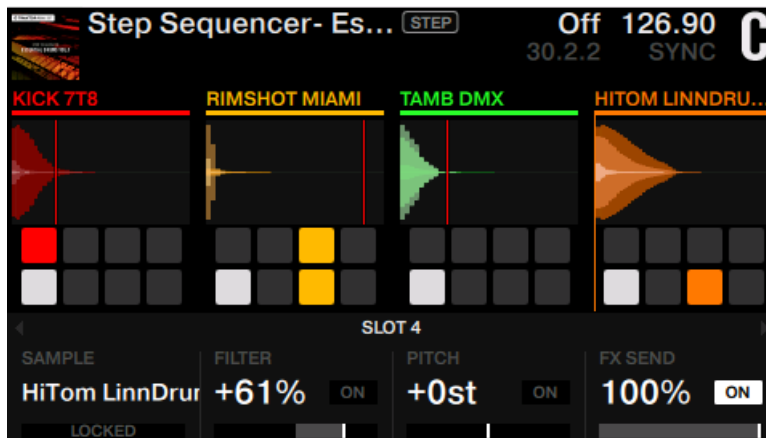 Step Sequencer- Es... STEP Off 126.90 C
30.2.2 SYNC
KICK 7T8 RIMSHOT MIAMI TAMB DMX HITOM LINNDRU...
SLOT 4
SAMPLE FILTER PITCH FX SEND
HiTom LinnDrur +61% ON +0st ON 100% ON
LOCKED